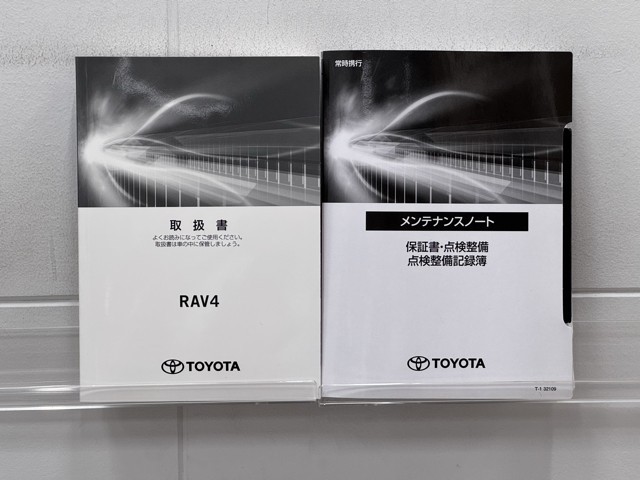 取扱書
よくお読みになってご使用ください。
取扱書は車の中に保管しましょう。
RAV4
TOYOTA
常時携行
メンテナンスノート
保証書・点検整備
点検整備記録簿
TOYOTA
T-1 32109